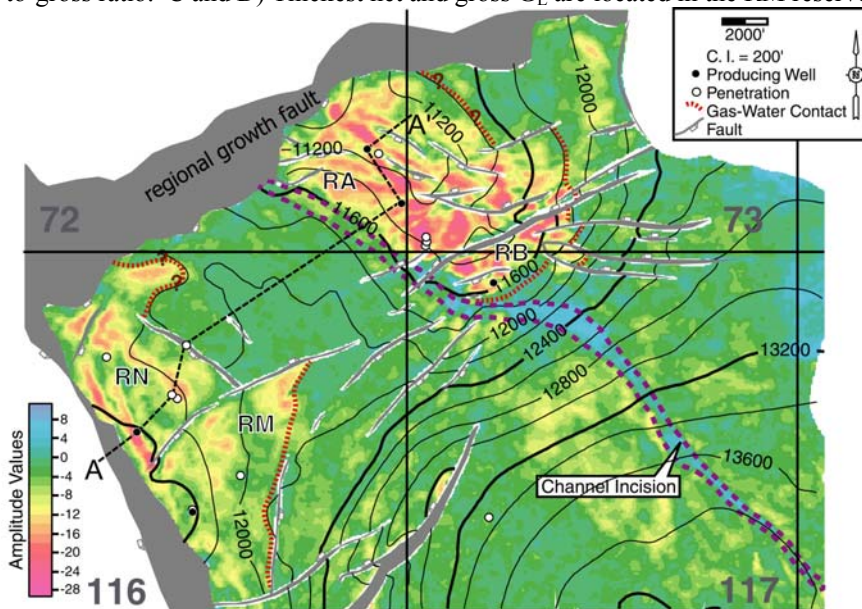 to gross ratio. C and D) Thickest net and gross G_L are located in the RM reserve
2000'
C. I. = 200'
Producing Well
Penetration
Gas-Water Contact
Fault
N
12000
11200
A'
11200
regional growth fault
RA
11600
72
73
RB
11600
12000
12400
13200
12800
RN
RM
13600
Channel Incision
A
12000
Amplitude Values
8
4
0
-4
-8
-12
-16
-20
-24
-28
116
117